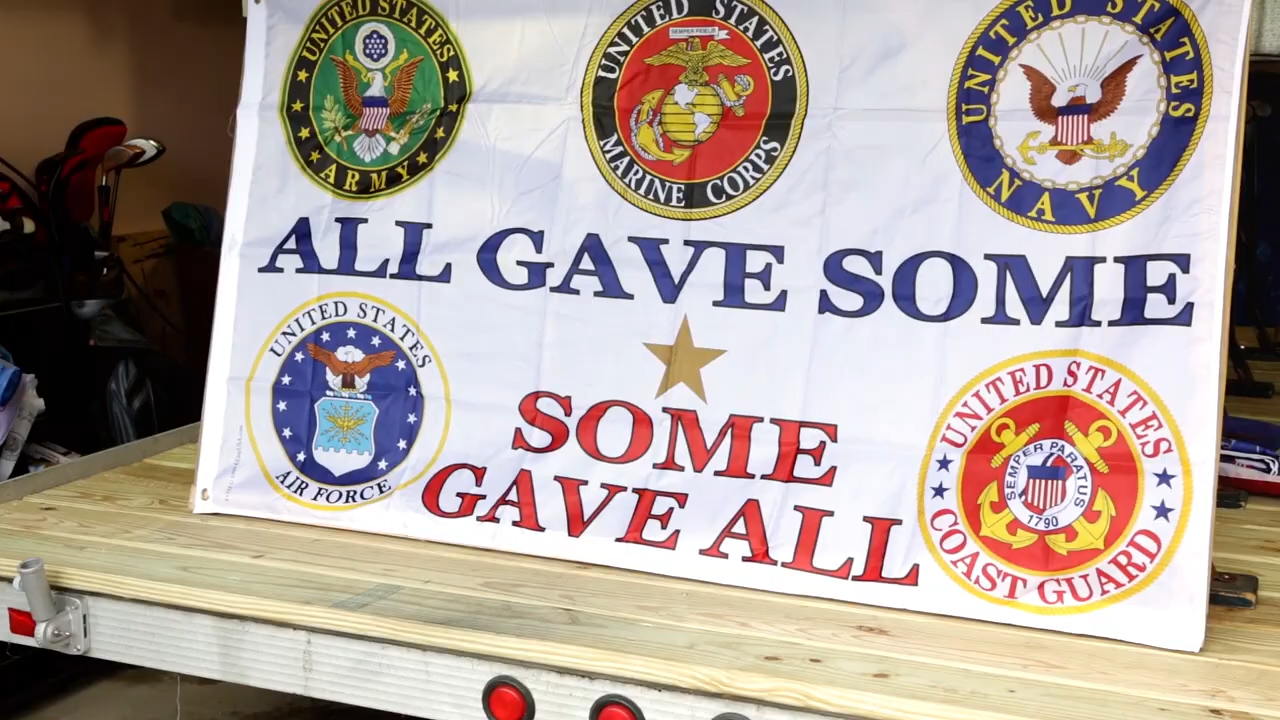 UNITED STATES
ARMY
UNITED STATES
SEMPER FIDELIS
MARINE CORPS
UNITED STATES
NAVY
ALL GAVE SOME
UNITED STATES
AIR FORCE
SOME
GAVE ALL
UNITED STATES
SEMPER PARATUS
1790
COAST GUARD